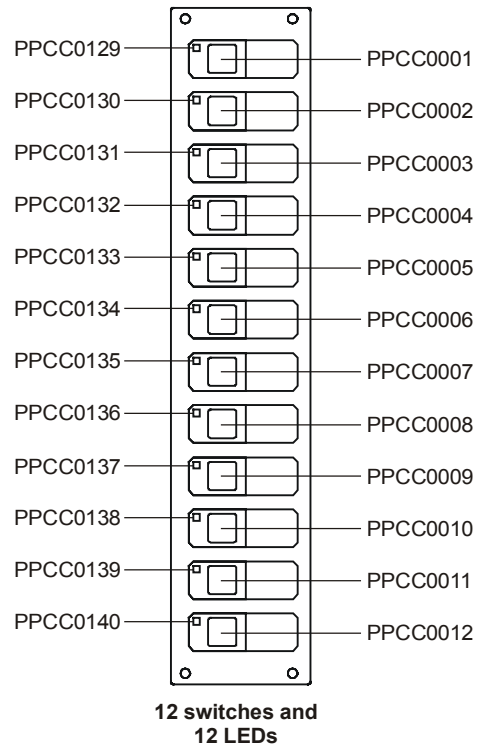 PPCC0129 PPCC0001
PPCC0130 PPCC0002
PPCC0131 PPCC0003
PPCC0132 PPCC0004
PPCC0133 PPCC0005
PPCC0134 PPCC0006
PPCC0135 PPCC0007
PPCC0136 PPCC0008
PPCC0137 PPCC0009
PPCC0138 PPCC0010
PPCC0139 PPCC0011
PPCC0140 PPCC0012
12 switches and
12 LEDs